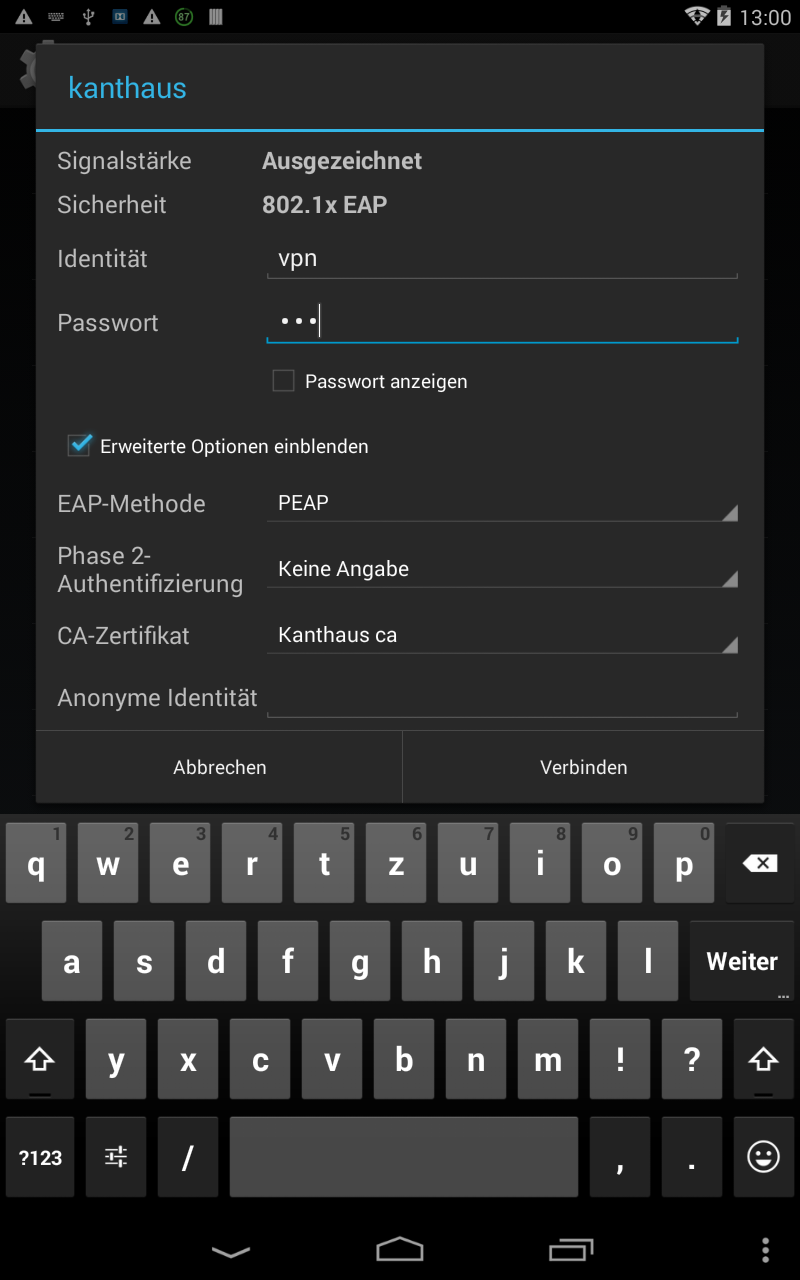 87 13:00
kanthaus
Signalstärke Ausgezeichnet
Sicherheit 802.1x EAP
Identität vpn
Passwort •••
Passwort anzeigen
Erweiterte Optionen einblenden
EAP-Methode PEAP
Phase 2-
Authentifizierung Keine Angabe
CA-Zertifikat Kanthaus ca
Anonyme Identität
Abbrechen Verbinden
1 2 3 4 5 6 7 8 9 0
q w e r t z u i o p
a s d f g h j k l Weiter
...
y x c v b n m ! ?
?123 / , .